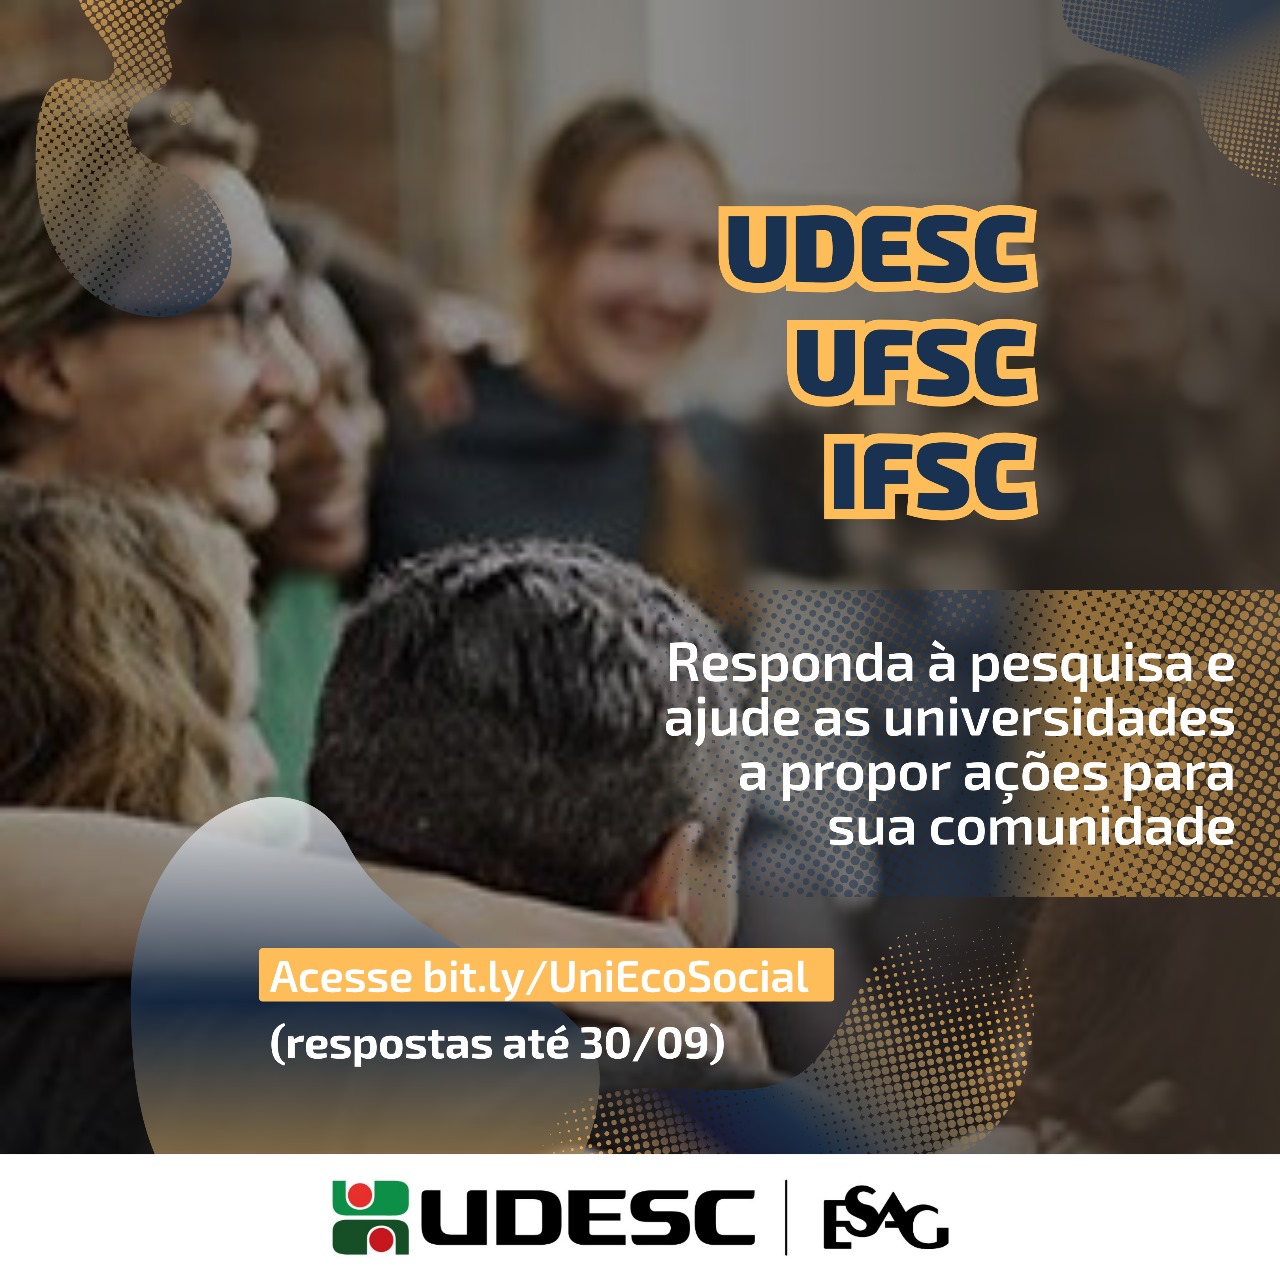 UDESC
UFSC
IFSC
Responda à pesquisa e
ajude as universidades
a propor ações para
sua comunidade
Acesse bit.ly/UniEcoSocial
(respostas até 30/09)
UDESC
ESAG